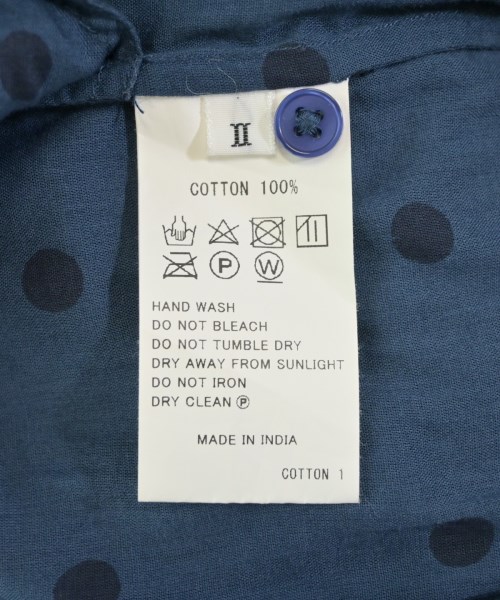 II
COTTON 100%
P W
HAND WASH
DO NOT BLEACH
DO NOT TUMBLE DRY
DRY AWAY FROM SUNLIGHT
DO NOT IRON
DRY CLEAN Ⓟ
MADE IN INDIA
COTTON 1